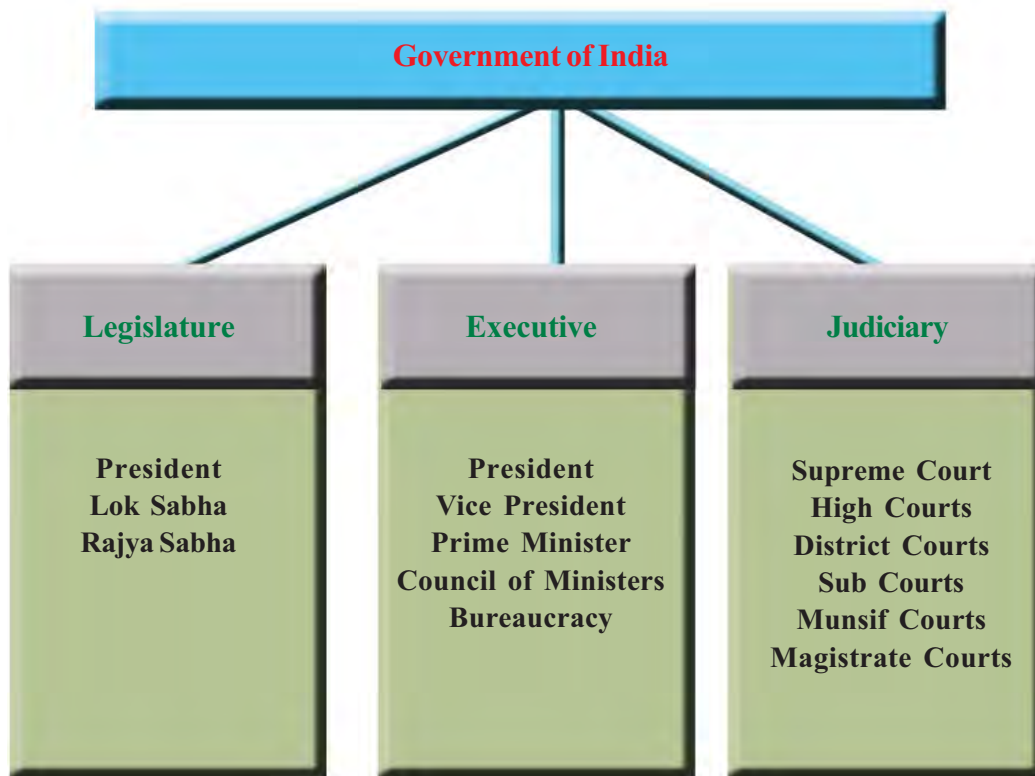 Government of India
Legislature
President
Lok Sabha
Rajya Sabha
Executive
President
Vice President
Prime Minister
Council of Ministers
Bureaucracy
Judiciary
Supreme Court
High Courts
District Courts
Sub Courts
Munsif Courts
Magistrate Courts